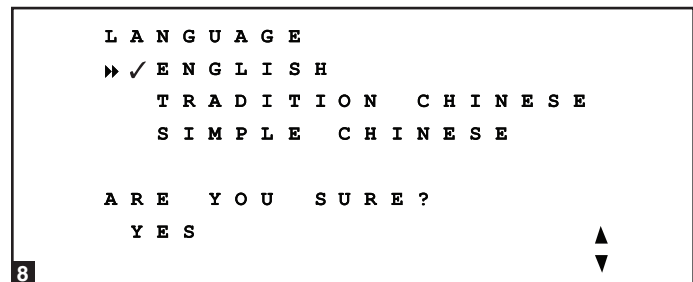 LANGUAGE
✓ENGLISH
TRADITION CHINESE
SIMPLE CHINESE
ARE YOU SURE?
YES
8